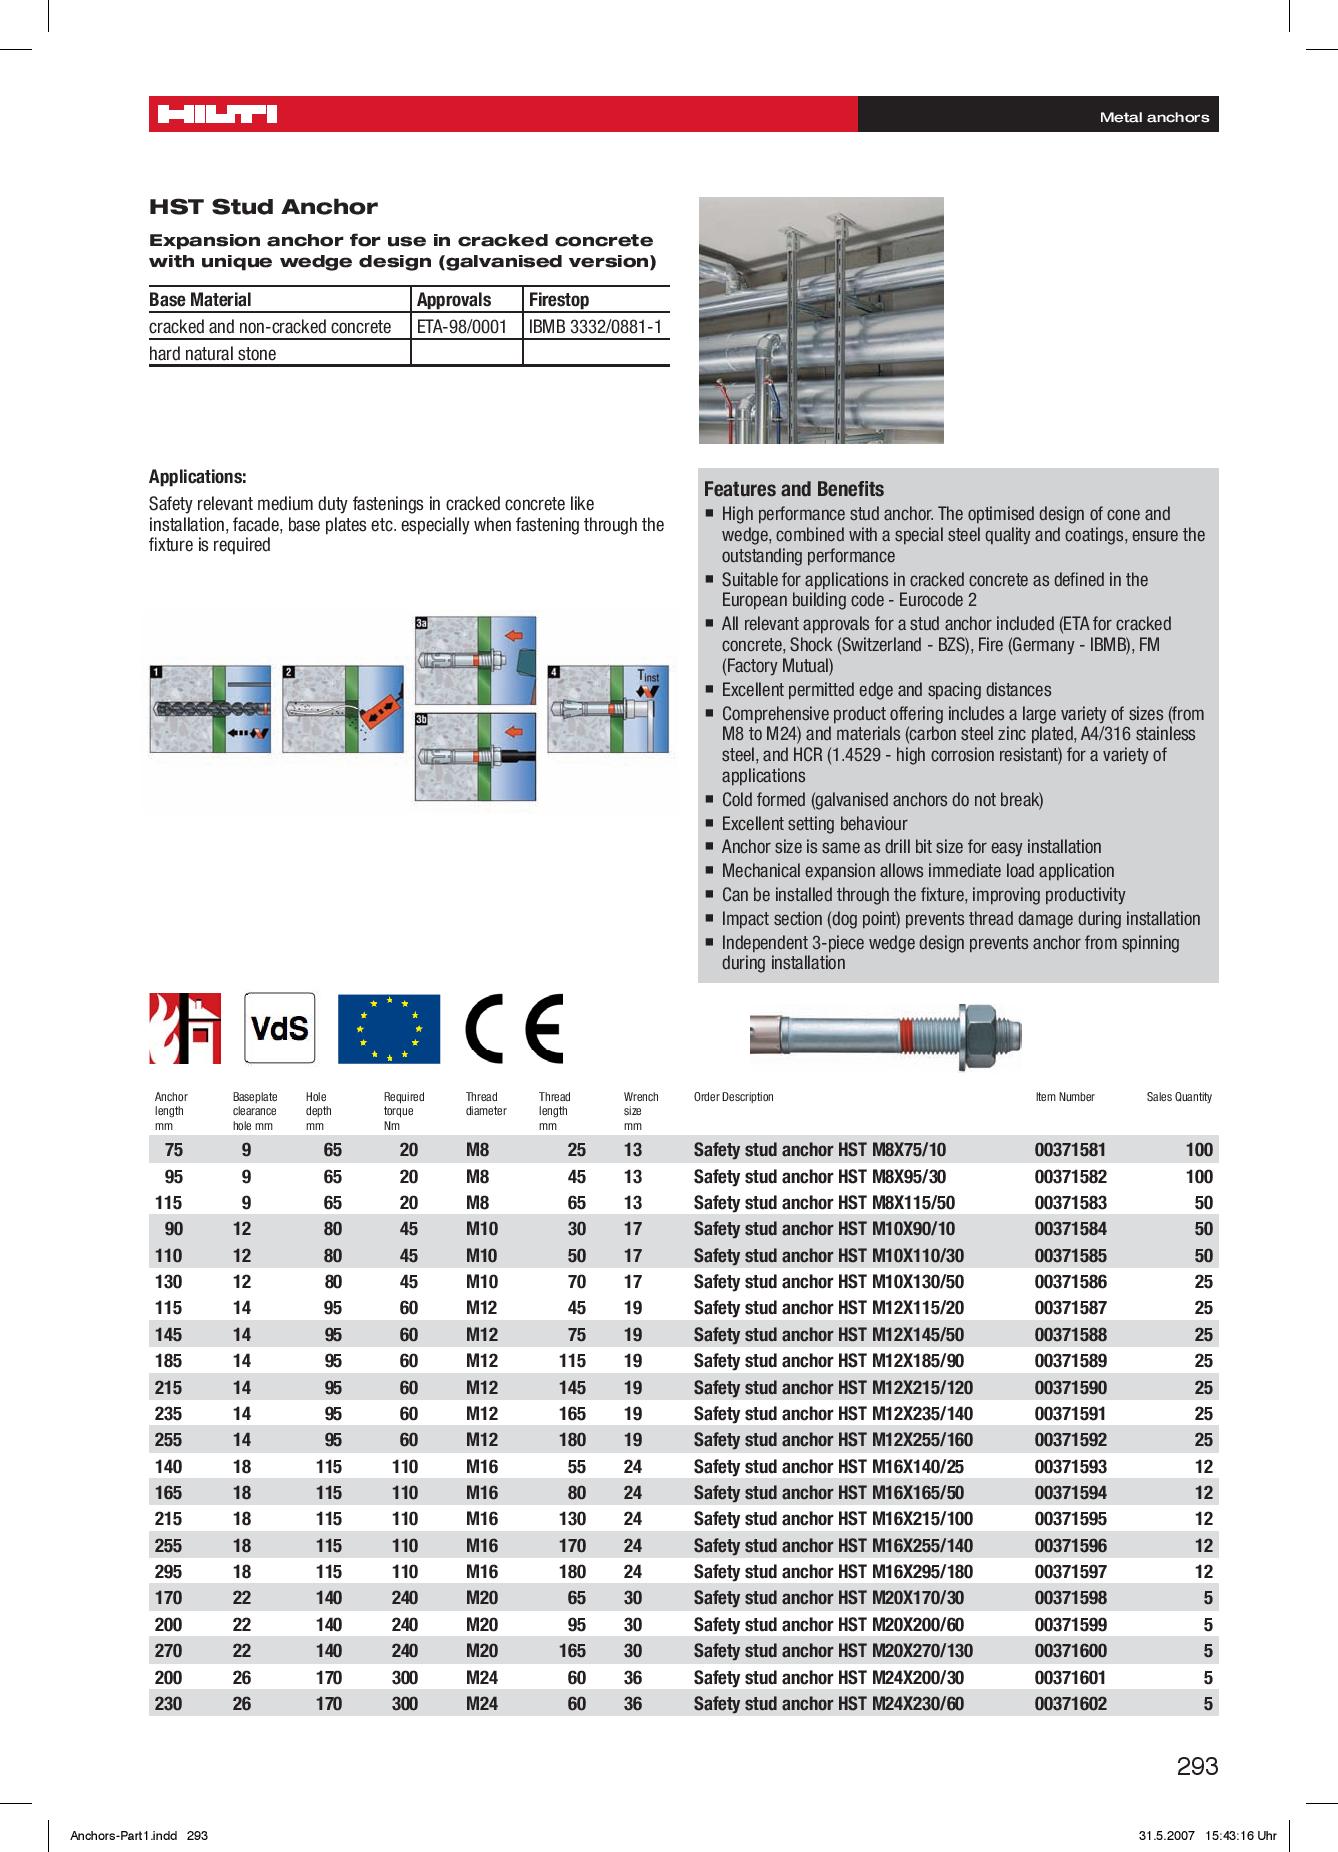 HILTI
Metal anchors
HST Stud Anchor
Expansion anchor for use in cracked concrete
with unique wedge design (galvanised version)
Base Material Approvals Firestop
cracked and non-cracked concrete ETA-98/0001 IBMB 3332/0881-1
hard natural stone
Applications:
Safety relevant medium duty fastenings in cracked concrete like
installation, facade, base plates etc. especially when fastening through the
fixture is required
1
2
3a
3b
4
Tinst
Features and Benefits
■ High performance stud anchor. The optimised design of cone and
wedge, combined with a special steel quality and coatings, ensure the
outstanding performance
■ Suitable for applications in cracked concrete as defined in the
European building code - Eurocode 2
■ All relevant approvals for a stud anchor included (ETA for cracked
concrete, Shock (Switzerland - BZS), Fire (Germany - IBMB), FM
(Factory Mutual)
■ Excellent permitted edge and spacing distances
■ Comprehensive product offering includes a large variety of sizes (from
M8 to M24) and materials (carbon steel zinc plated, A4/316 stainless
steel, and HCR (1.4529 - high corrosion resistant) for a variety of
applications
■ Cold formed (galvanised anchors do not break)
■ Excellent setting behaviour
■ Anchor size is same as drill bit size for easy installation
■ Mechanical expansion allows immediate load application
■ Can be installed through the fixture, improving productivity
■ Impact section (dog point) prevents thread damage during installation
■ Independent 3-piece wedge design prevents anchor from spinning
during installation
VdS
CE
Anchor Baseplate Hole Required Thread Thread Wrench Order Description Item Number Sales Quantity
length clearance depth torque diameter length size
mm hole mm mm Nm mm mm
75 9 65 20 M8 25 13 Safety stud anchor HST M8X75/10 00371581 100
95 9 65 20 M8 45 13 Safety stud anchor HST M8X95/30 00371582 100
115 9 65 20 M8 65 13 Safety stud anchor HST M8X115/50 00371583 50
90 12 80 45 M10 30 17 Safety stud anchor HST M10X90/10 00371584 50
110 12 80 45 M10 50 17 Safety stud anchor HST M10X110/30 00371585 50
130 12 80 45 M10 70 17 Safety stud anchor HST M10X130/50 00371586 25
115 14 95 60 M12 45 19 Safety stud anchor HST M12X115/20 00371587 25
145 14 95 60 M12 75 19 Safety stud anchor HST M12X145/50 00371588 25
185 14 95 60 M12 115 19 Safety stud anchor HST M12X185/90 00371589 25
215 14 95 60 M12 145 19 Safety stud anchor HST M12X215/120 00371590 25
235 14 95 60 M12 165 19 Safety stud anchor HST M12X235/140 00371591 25
255 14 95 60 M12 180 19 Safety stud anchor HST M12X255/160 00371592 25
140 18 115 110 M16 55 24 Safety stud anchor HST M16X140/25 00371593 12
165 18 115 110 M16 80 24 Safety stud anchor HST M16X165/50 00371594 12
215 18 115 110 M16 130 24 Safety stud anchor HST M16X215/100 00371595 12
255 18 115 110 M16 170 24 Safety stud anchor HST M16X255/140 00371596 12
295 18 115 110 M16 180 24 Safety stud anchor HST M16X295/180 00371597 12
170 22 140 240 M20 65 30 Safety stud anchor HST M20X170/30 00371598 5
200 22 140 240 M20 95 30 Safety stud anchor HST M20X200/60 00371599 5
270 22 140 240 M20 165 30 Safety stud anchor HST M20X270/130 00371600 5
200 26 170 300 M24 60 36 Safety stud anchor HST M24X200/30 00371601 5
230 26 170 300 M24 60 36 Safety stud anchor HST M24X230/60 00371602 5
293
Anchors-Part1.indd 293 31.5.2007 15:43:16 Uhr